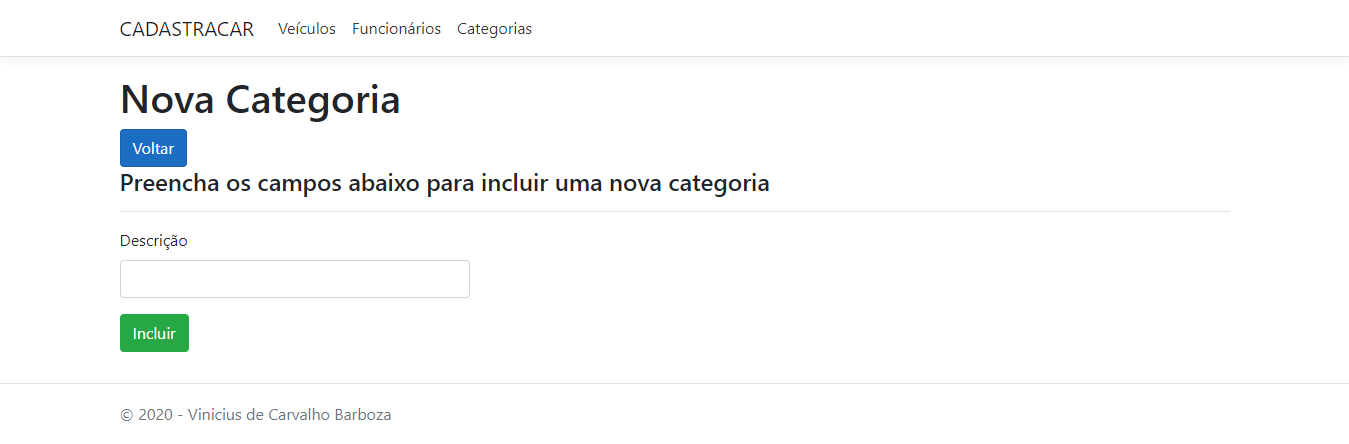 CADASTRACAR Veículos Funcionários Categorias
Nova Categoria
Voltar
Preencha os campos abaixo para incluir uma nova categoria
Descrição
Incluir
© 2020 - Vinicius de Carvalho Barboza